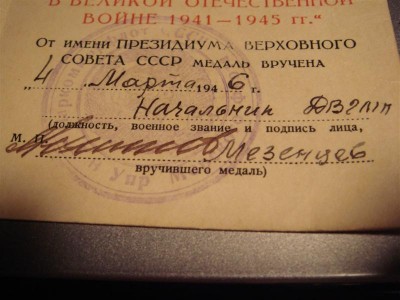 В ВЕЛИКОЙ ОТЕЧЕСТВЕННОЙ
ВОЙНЕ 1941—1945 гг.“
От имени ПРЕЗИДИУМА ВЕРХОВНОГО
СОВЕТА СССР МЕДАЛЬ ВРУЧЕНА
„4 Марта 1946 г.
Начальник
(должность, военное звание и подпись лица,
М. П. Мезенцев
вручившего медаль)